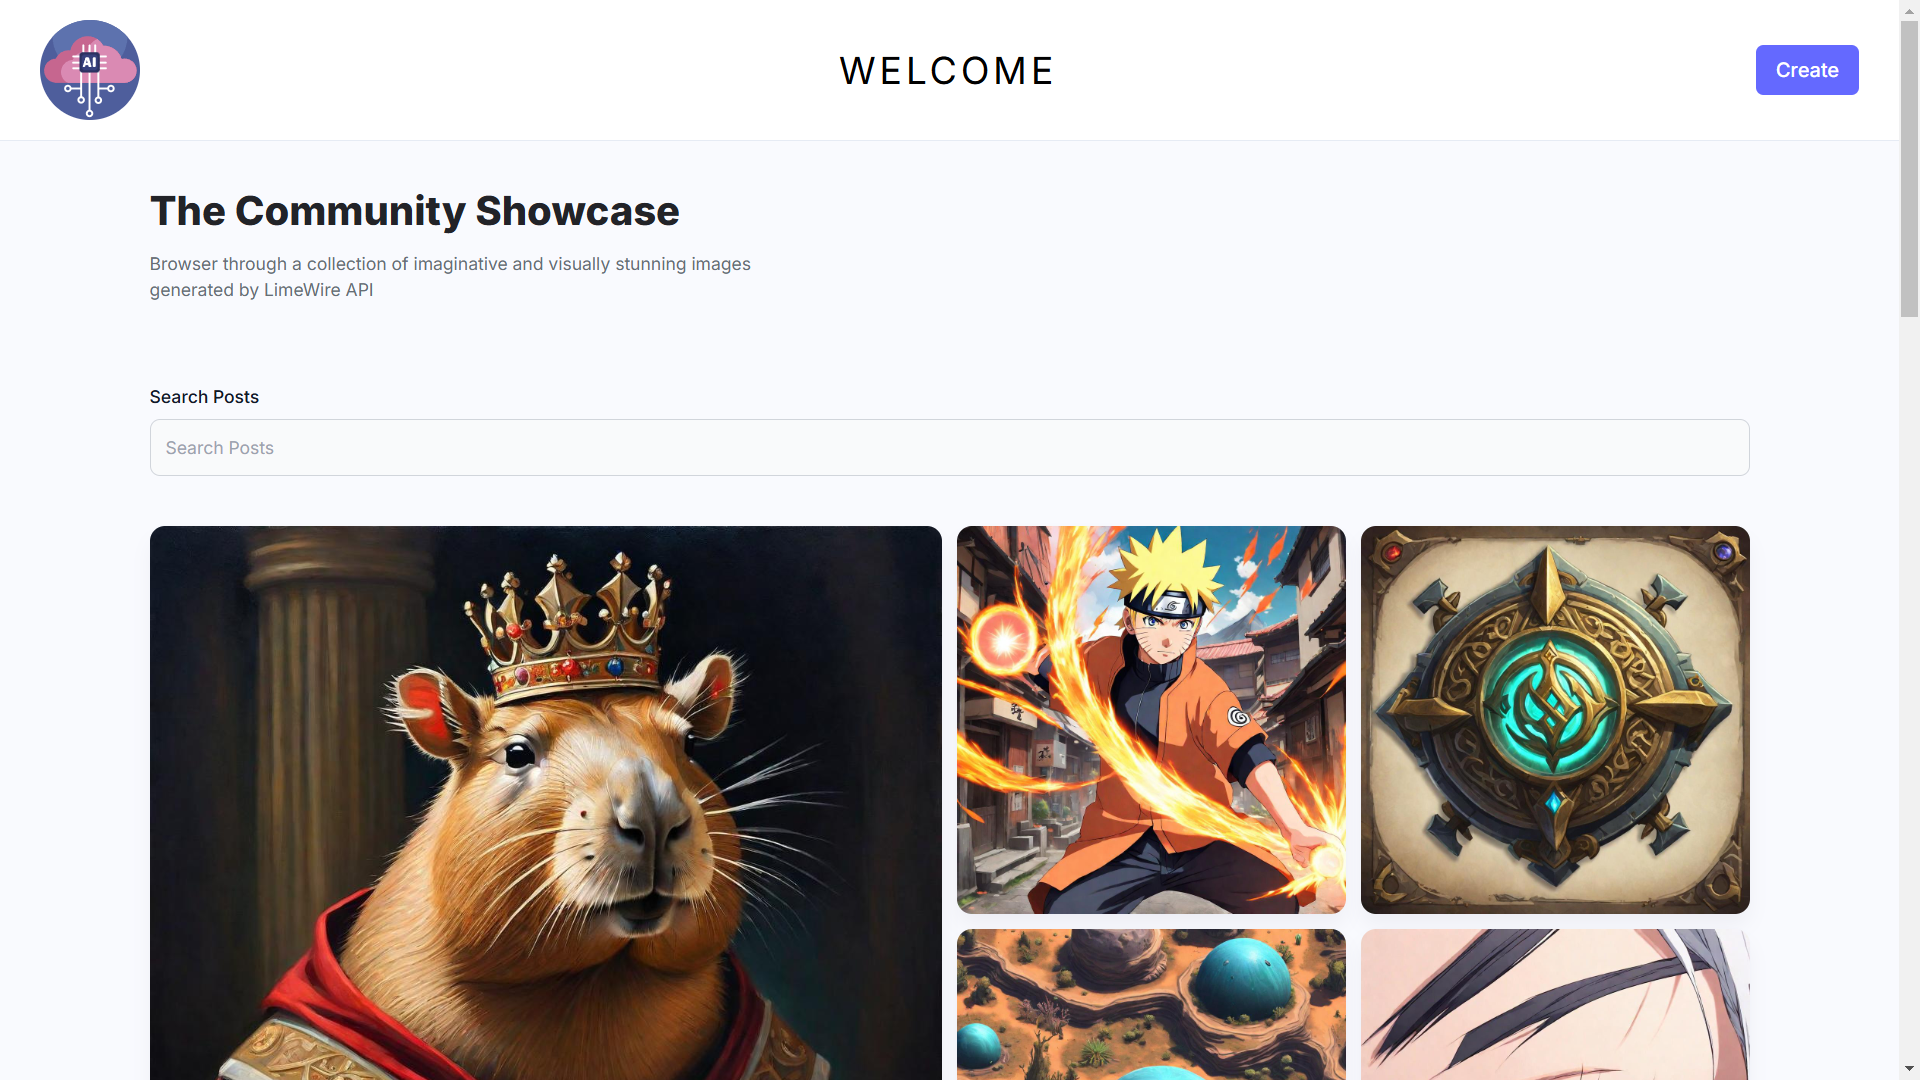 AI
WELCOME
Create
The Community Showcase
Browser through a collection of imaginative and visually stunning images
generated by LimeWire API
Search Posts
Search Posts